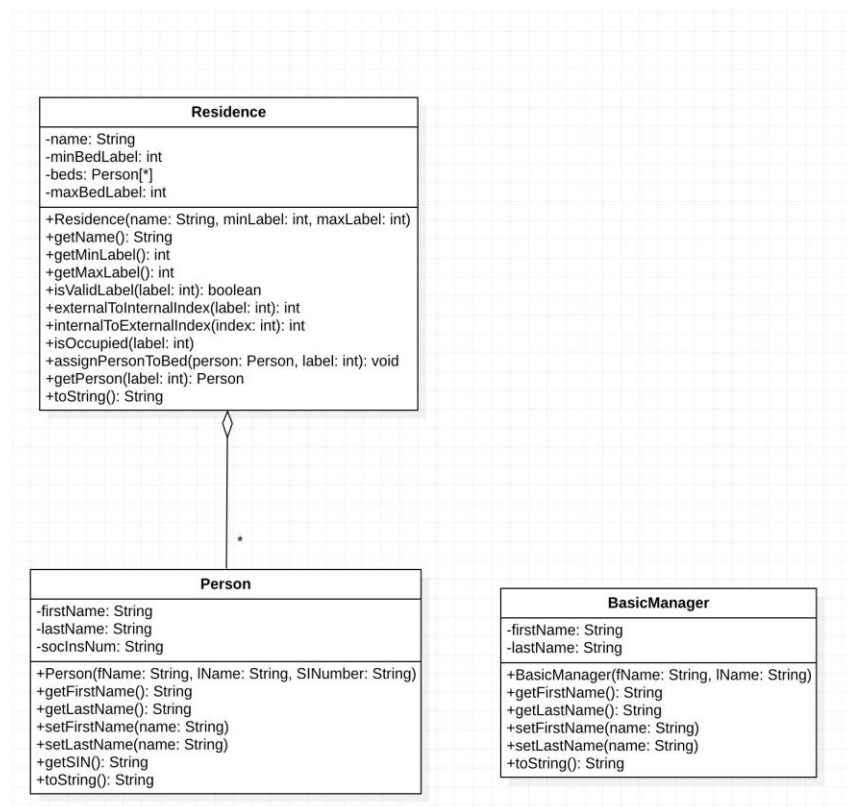 Residence
-name: String
-minBedLabel: int
-beds: Person[*]
-maxBedLabel: int
+Residence(name: String, minLabel: int, maxLabel: int)
+getName(): String
+getMinLabel(): int
+getMaxLabel(): int
+isValidLabel(label: int): boolean
+externalToInternalIndex(label: int): int
+internalToExternalIndex(index: int): int
+isOccupied(label: int)
+assignPersonToBed(person: Person, label: int): void
+getPerson(label: int): Person
+toString(): String
*
Person
-firstName: String
-lastName: String
-socInsNum: String
+Person(fName: String, lName: String, SINumber: String)
+getFirstName(): String
+getLastName(): String
+setFirstName(name: String)
+setLastName(name: String)
+getSIN(): String
+toString(): String
BasicManager
-firstName: String
-lastName: String
+BasicManager(fName: String, lName: String)
+getFirstName(): String
+getLastName(): String
+setFirstName(name: String)
+setLastName(name: String)
+toString(): String